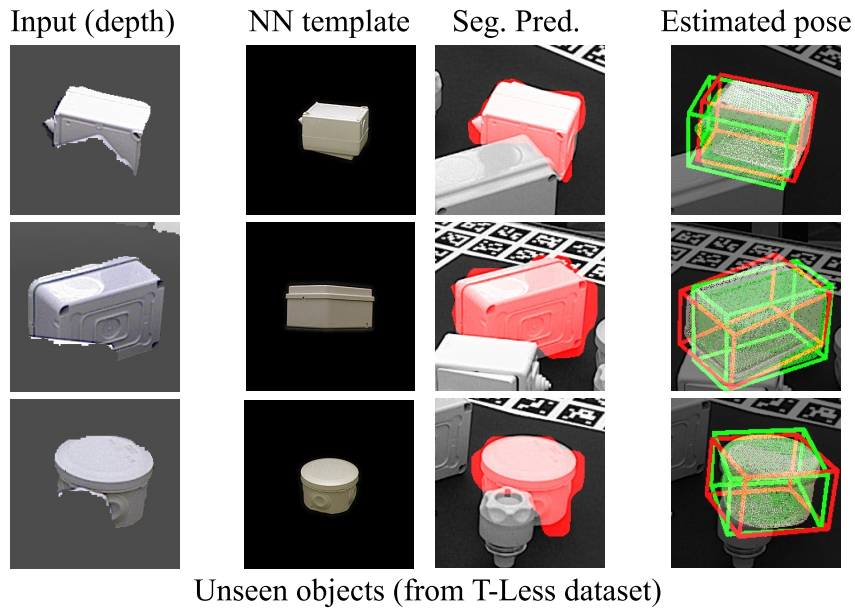 Input (depth) NN template Seg. Pred. Estimated pose
Unseen objects (from T-Less dataset)